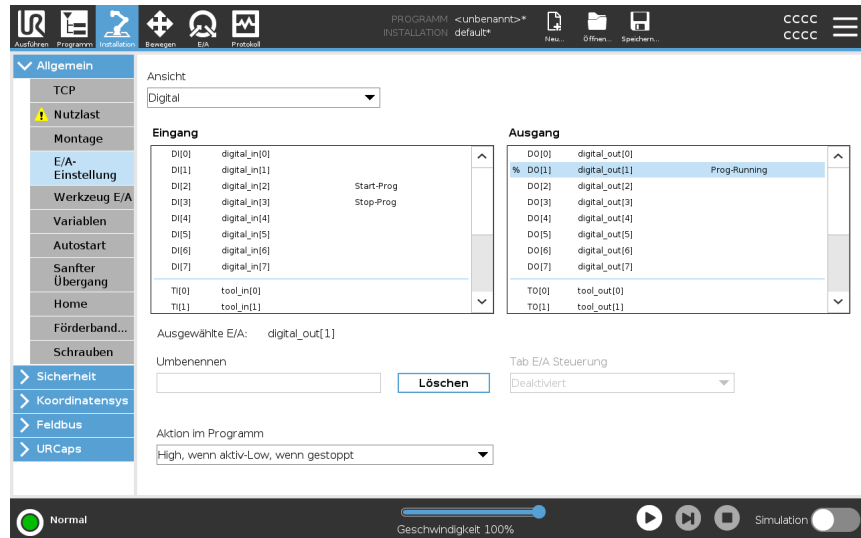 PROGRAMM <unbenannt>*
INSTALLATION default*
Ausführen Programm Installation Bewegen E/A Protokoll
Neu... Öffnen... Speichern...
CCCC
CCCC
Allgemein
TCP
Nutzlast
Montage
E/A-
Einstellung
Werkzeug E/A
Variablen
Autostart
Sanfter
Übergang
Home
Förderband...
Schrauben
Sicherheit
Koordinatensys
Feldbus
URCaps
Ansicht
Digital
Eingang
DI[0] digital_in[0]
DI[1] digital_in[1]
DI[2] digital_in[2] Start-Prog
DI[3] digital_in[3] Stop-Prog
DI[4] digital_in[4]
DI[5] digital_in[5]
DI[6] digital_in[6]
DI[7] digital_in[7]
TI[0] tool_in[0]
TI[1] tool_in[1]
Ausgang
DO[0] digital_out[0]
% DO[1] digital_out[1] Prog-Running
DO[2] digital_out[2]
DO[3] digital_out[3]
DO[4] digital_out[4]
DO[5] digital_out[5]
DO[6] digital_out[6]
DO[7] digital_out[7]
TO[0] tool_out[0]
TO[1] tool_out[1]
Ausgewählte E/A: digital_out[1]
Umbenennen
Löschen
Tab E/A Steuerung
Deaktiviert
Aktion im Programm
High, wenn aktiv-Low, wenn gestoppt
Normal
Geschwindigkeit 100%
Simulation